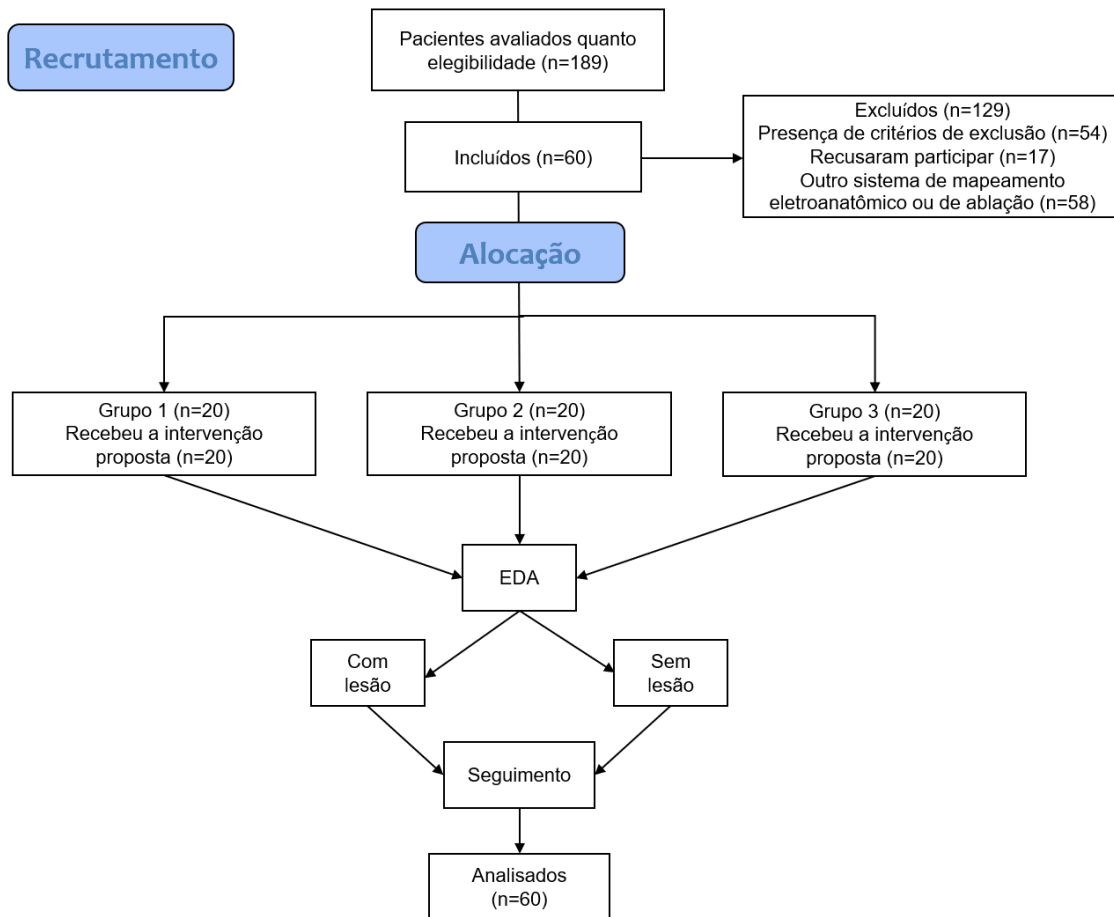 Recrutamento
Pacientes avaliados quanto
elegibilidade (n=189)
Incluídos (n=60)
Excluídos (n=129)
Presença de critérios de exclusão (n=54)
Recusaram participar (n=17)
Outro sistema de mapeamento
eletroanatômico ou de ablação (n=58)
Alocação
Grupo 1 (n=20)
Recebeu a intervenção
proposta (n=20)
Grupo 2 (n=20)
Recebeu a intervenção
proposta (n=20)
Grupo 3 (n=20)
Recebeu a intervenção
proposta (n=20)
EDA
Com
lesão
Sem
lesão
Seguimento
Analisados
(n=60)